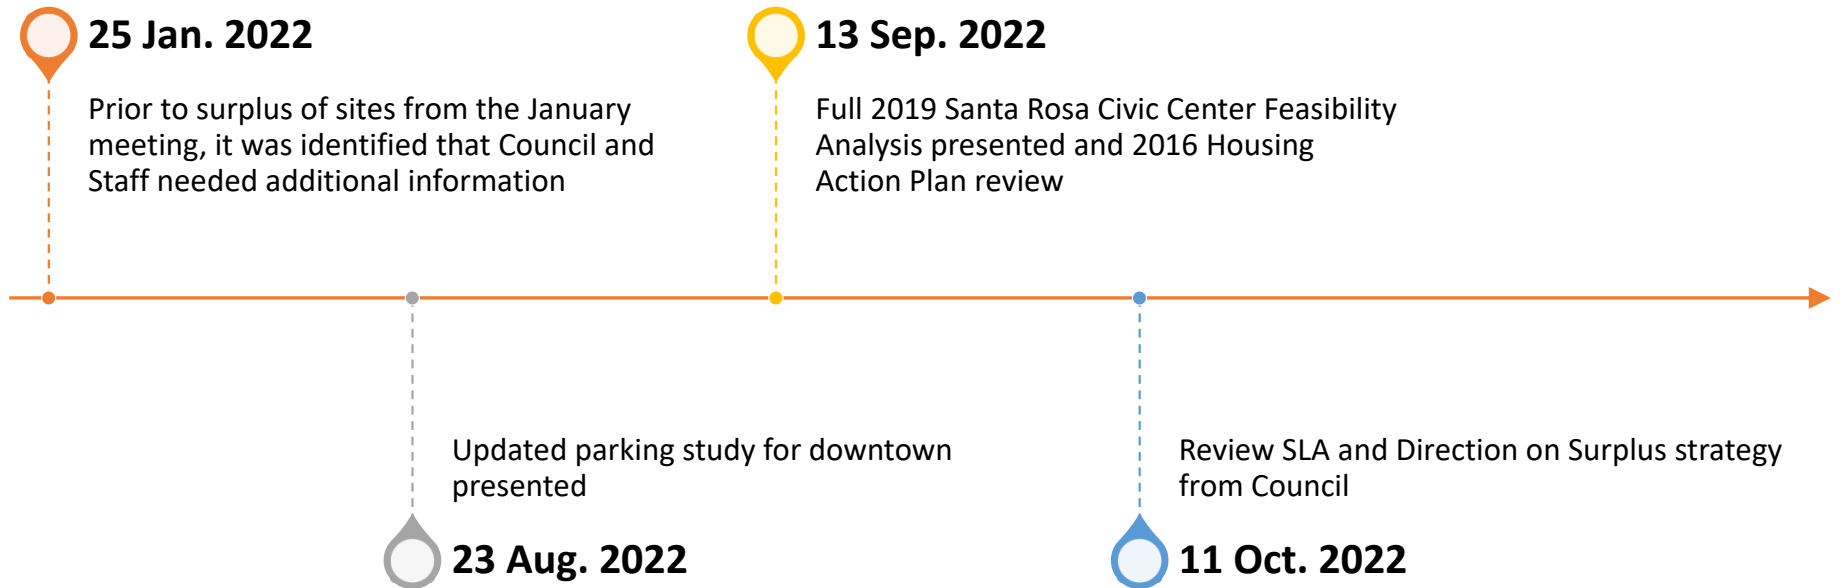 25 Jan. 2022
Prior to surplus of sites from the January
meeting, it was identified that Council and
Staff needed additional information
13 Sep. 2022
Full 2019 Santa Rosa Civic Center Feasibility
Analysis presented and 2016 Housing
Action Plan review
Updated parking study for downtown
presented
23 Aug. 2022
Review SLA and Direction on Surplus strategy
from Council
11 Oct. 2022